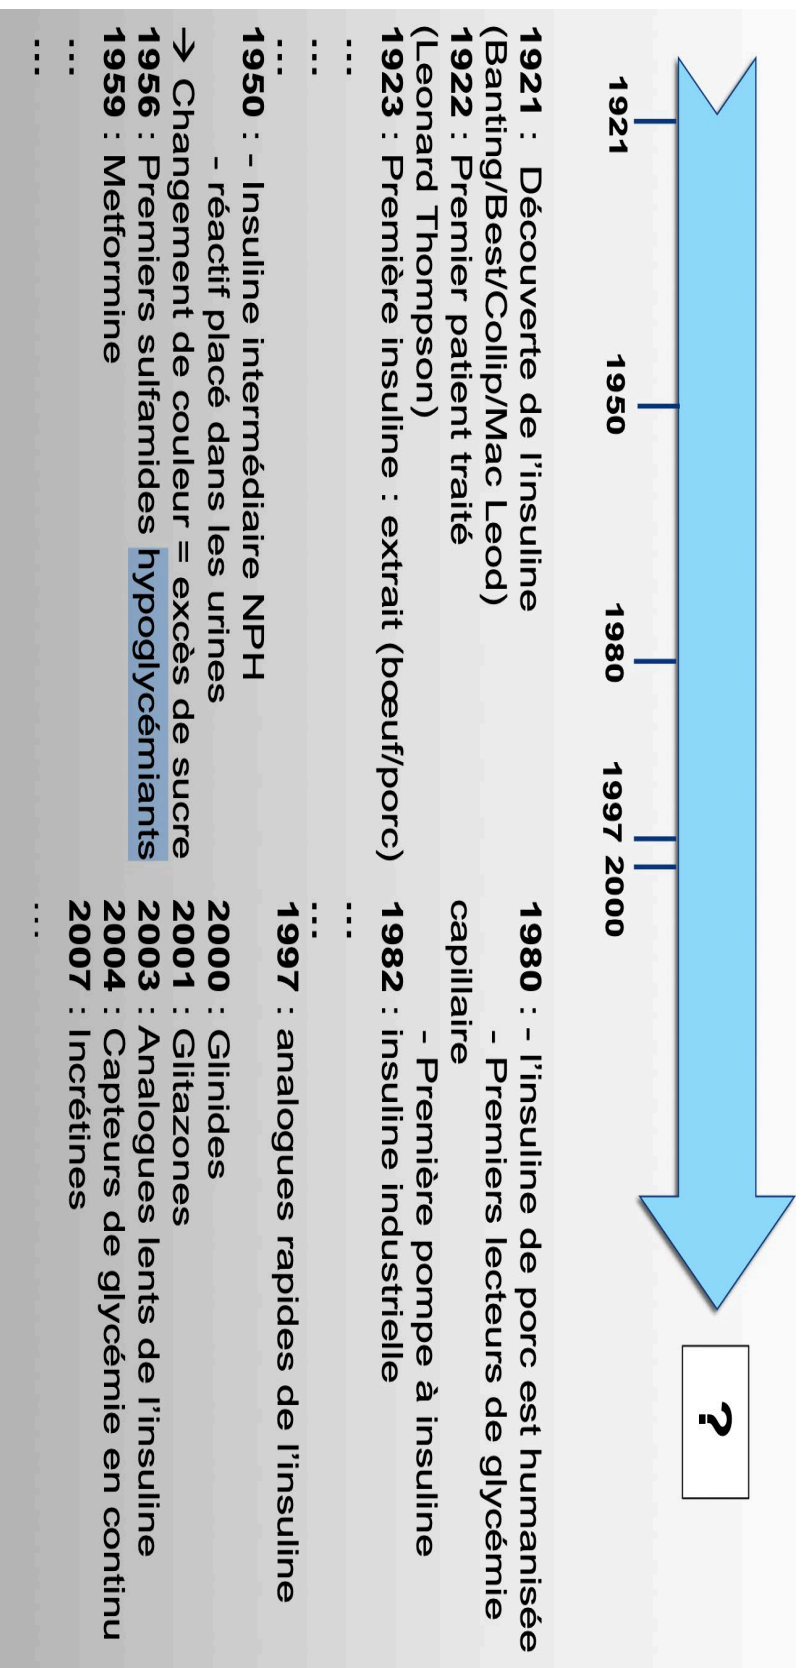 ?
1921
1950
1980
1997
2000
1921 : Découverte de l'insuline
(Banting/Best/Collip/Mac Leod)
1922 : Premier patient traité
(Leonard Thompson)
1923 : Première insuline : extrait (bœuf/porc)
...
...
...
1950 : - Insuline intermédiaire NPH
- réactif placé dans les urines
→ Changement de couleur = excès de sucre
1956 : Premiers sulfamides hypoglycémiants
1959 : Metformine
...
...
1980 : - l'insuline de porc est humanisée
- Premiers lecteurs de glycémie
capillaire
- Première pompe à insuline
1982 : insuline industrielle
...
...
1997 : analogues rapides de l'insuline
2000 : Glinides
2001 : Glitazones
2003 : Analogues lents de l'insuline
2004 : Capteurs de glycémie en continu
2007 : Incrétines
...